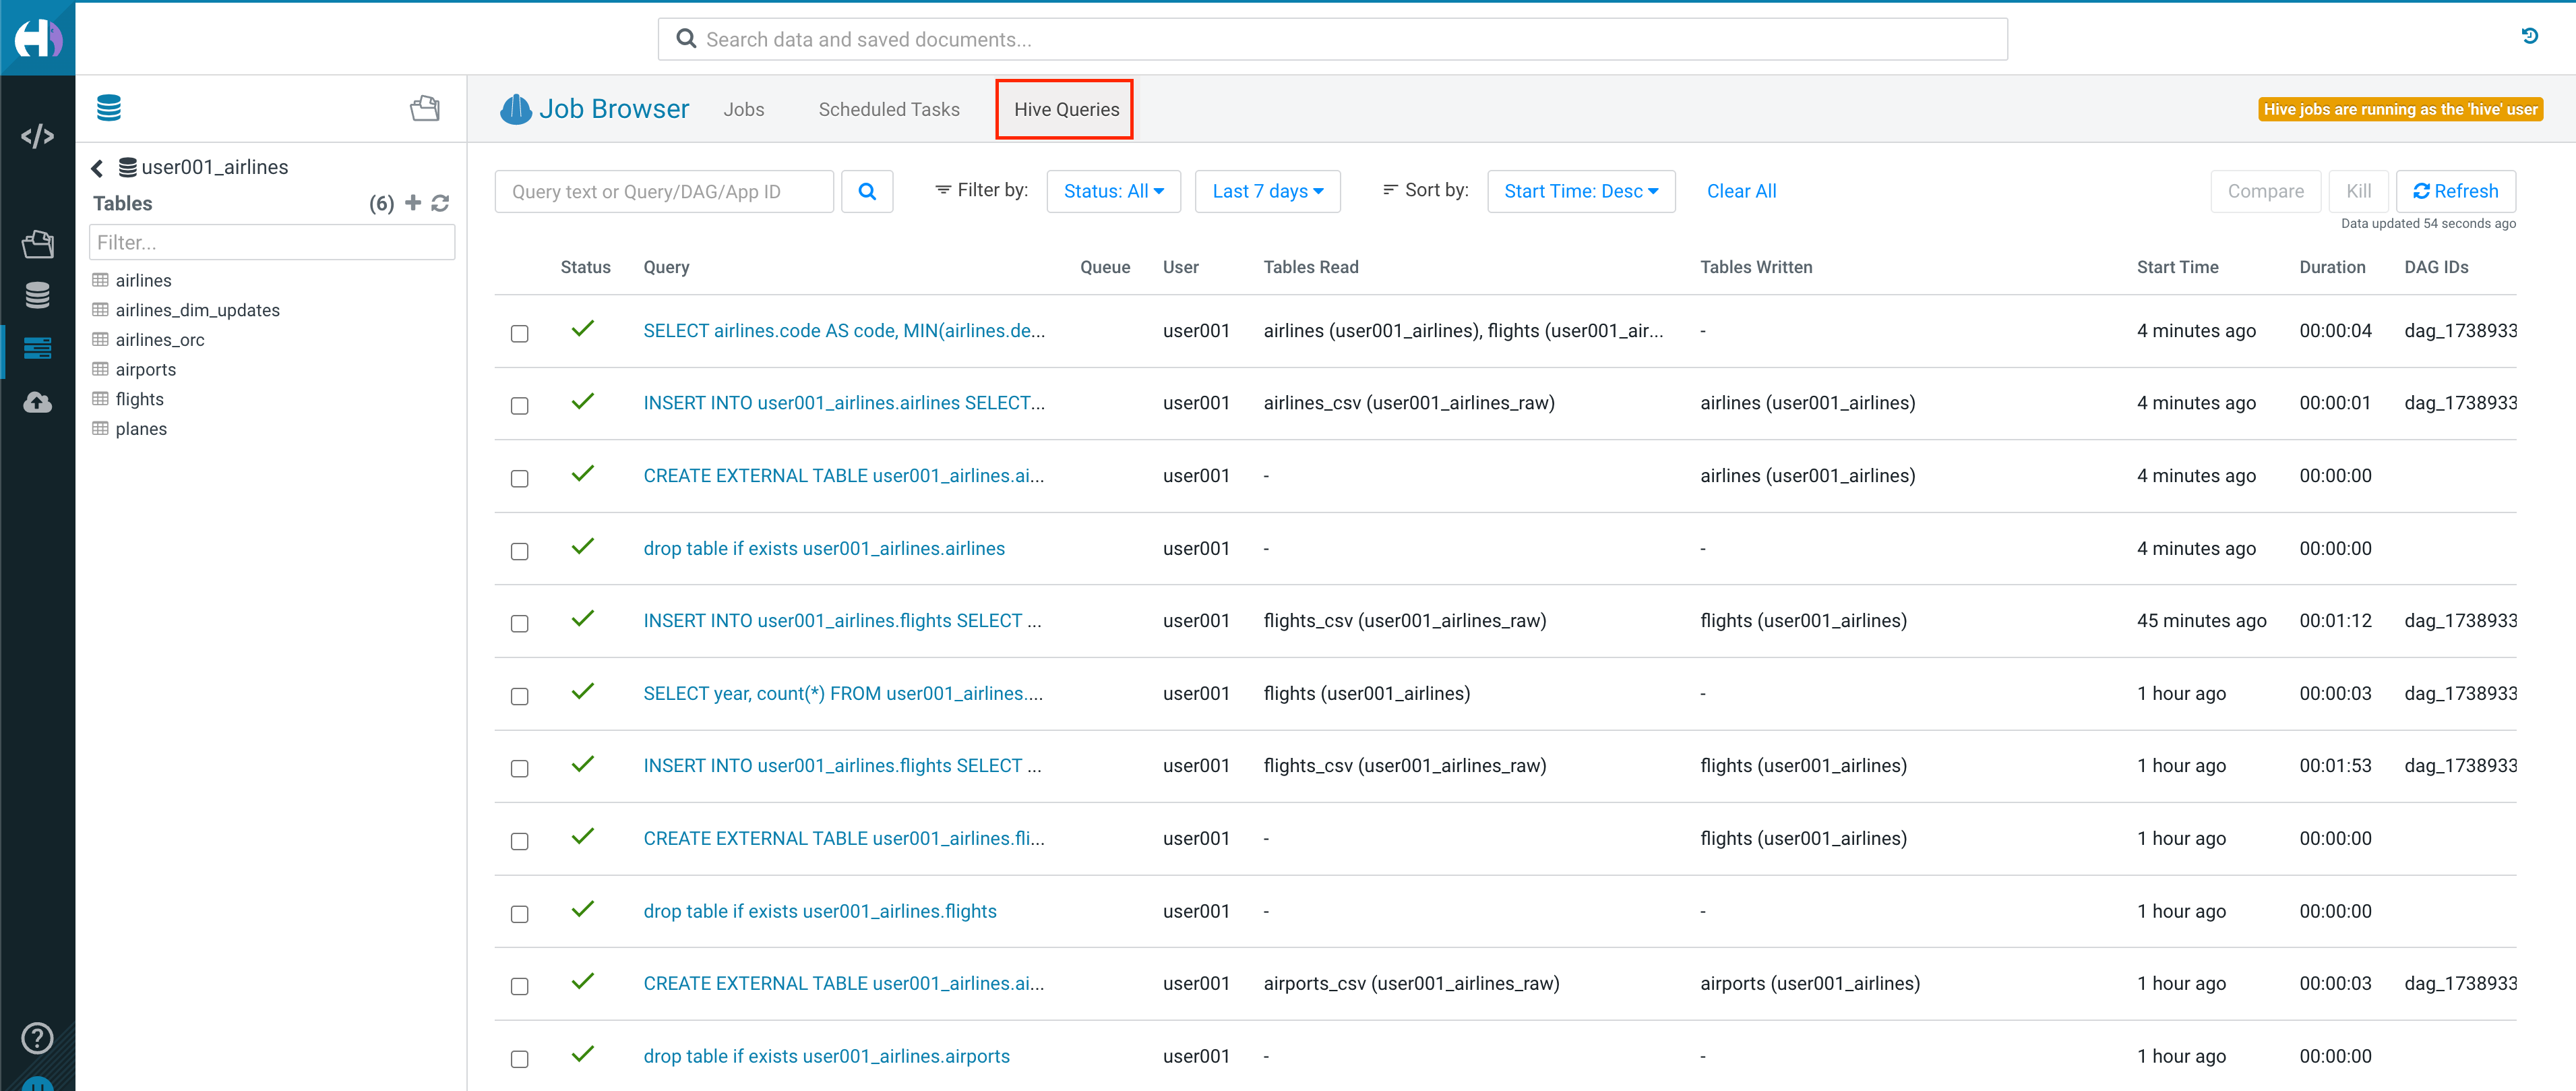 Search data and saved documents...
Job Browser Jobs Scheduled Tasks Hive Queries Hive jobs are running as the 'hive' user
user001_airlines
Tables (6)
Filter...
airlines
airlines_dim_updates
airlines_orc
airports
flights
planes
Query text or Query/DAG/App ID Filter by: Status: All Last 7 days Sort by: Start Time: Desc Clear All Compare Kill Refresh
Data updated 54 seconds ago
Status Query Queue User Tables Read Tables Written Start Time Duration DAG IDs
SELECT airlines.code AS code, MIN(airlines.de... user001 airlines (user001_airlines), flights (user001_air... - 4 minutes ago 00:00:04 dag_1738933
INSERT INTO user001_airlines.airlines SELECT... user001 airlines_csv (user001_airlines_raw) airlines (user001_airlines) 4 minutes ago 00:00:01 dag_1738933
CREATE EXTERNAL TABLE user001_airlines.ai... user001 - airlines (user001_airlines) 4 minutes ago 00:00:00
drop table if exists user001_airlines.airlines user001 - - 4 minutes ago 00:00:00
INSERT INTO user001_airlines.flights SELECT ... user001 flights_csv (user001_airlines_raw) flights (user001_airlines) 45 minutes ago 00:01:12 dag_1738933
SELECT year, count(*) FROM user001_airlines.... user001 flights (user001_airlines) - 1 hour ago 00:00:03 dag_1738933
INSERT INTO user001_airlines.flights SELECT ... user001 flights_csv (user001_airlines_raw) flights (user001_airlines) 1 hour ago 00:01:53 dag_1738933
CREATE EXTERNAL TABLE user001_airlines.fli... user001 - flights (user001_airlines) 1 hour ago 00:00:00
drop table if exists user001_airlines.flights user001 - - 1 hour ago 00:00:00
CREATE EXTERNAL TABLE user001_airlines.ai... user001 airports_csv (user001_airlines_raw) airports (user001_airlines) 1 hour ago 00:00:03 dag_1738933
drop table if exists user001_airlines.airports user001 - - 1 hour ago 00:00:00